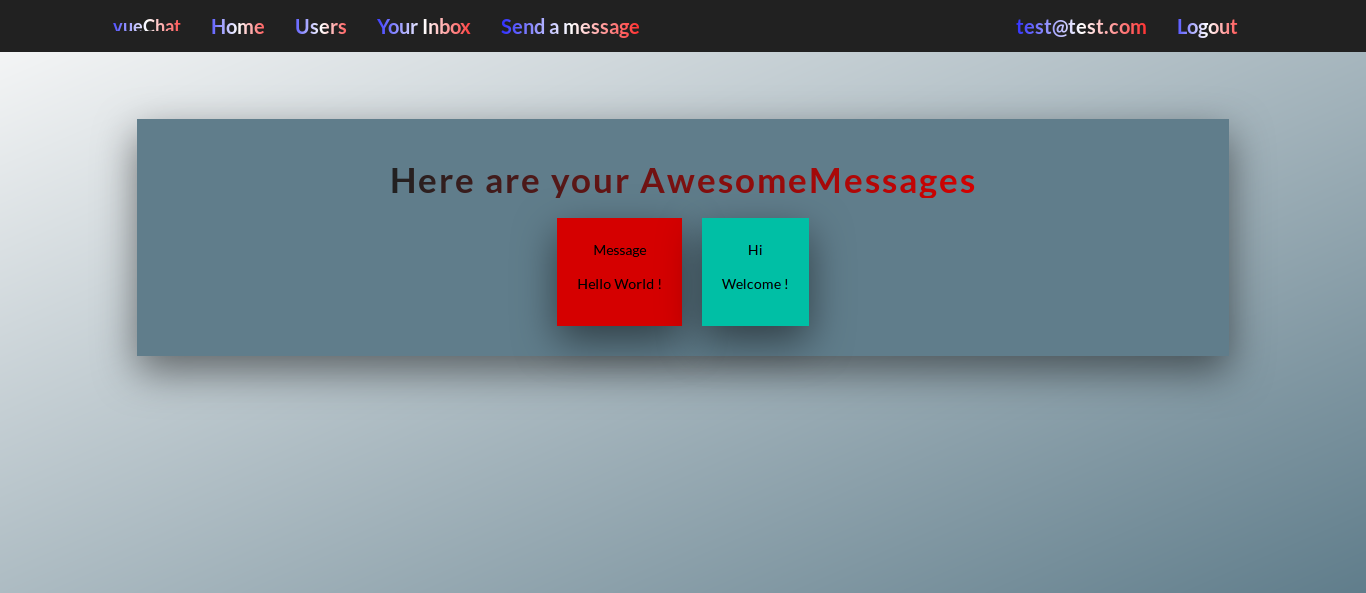 vueChat Home Users Your Inbox Send a message test@test.com Logout
Here are your AwesomeMessages
Message
Hello World !
Hi
Welcome !